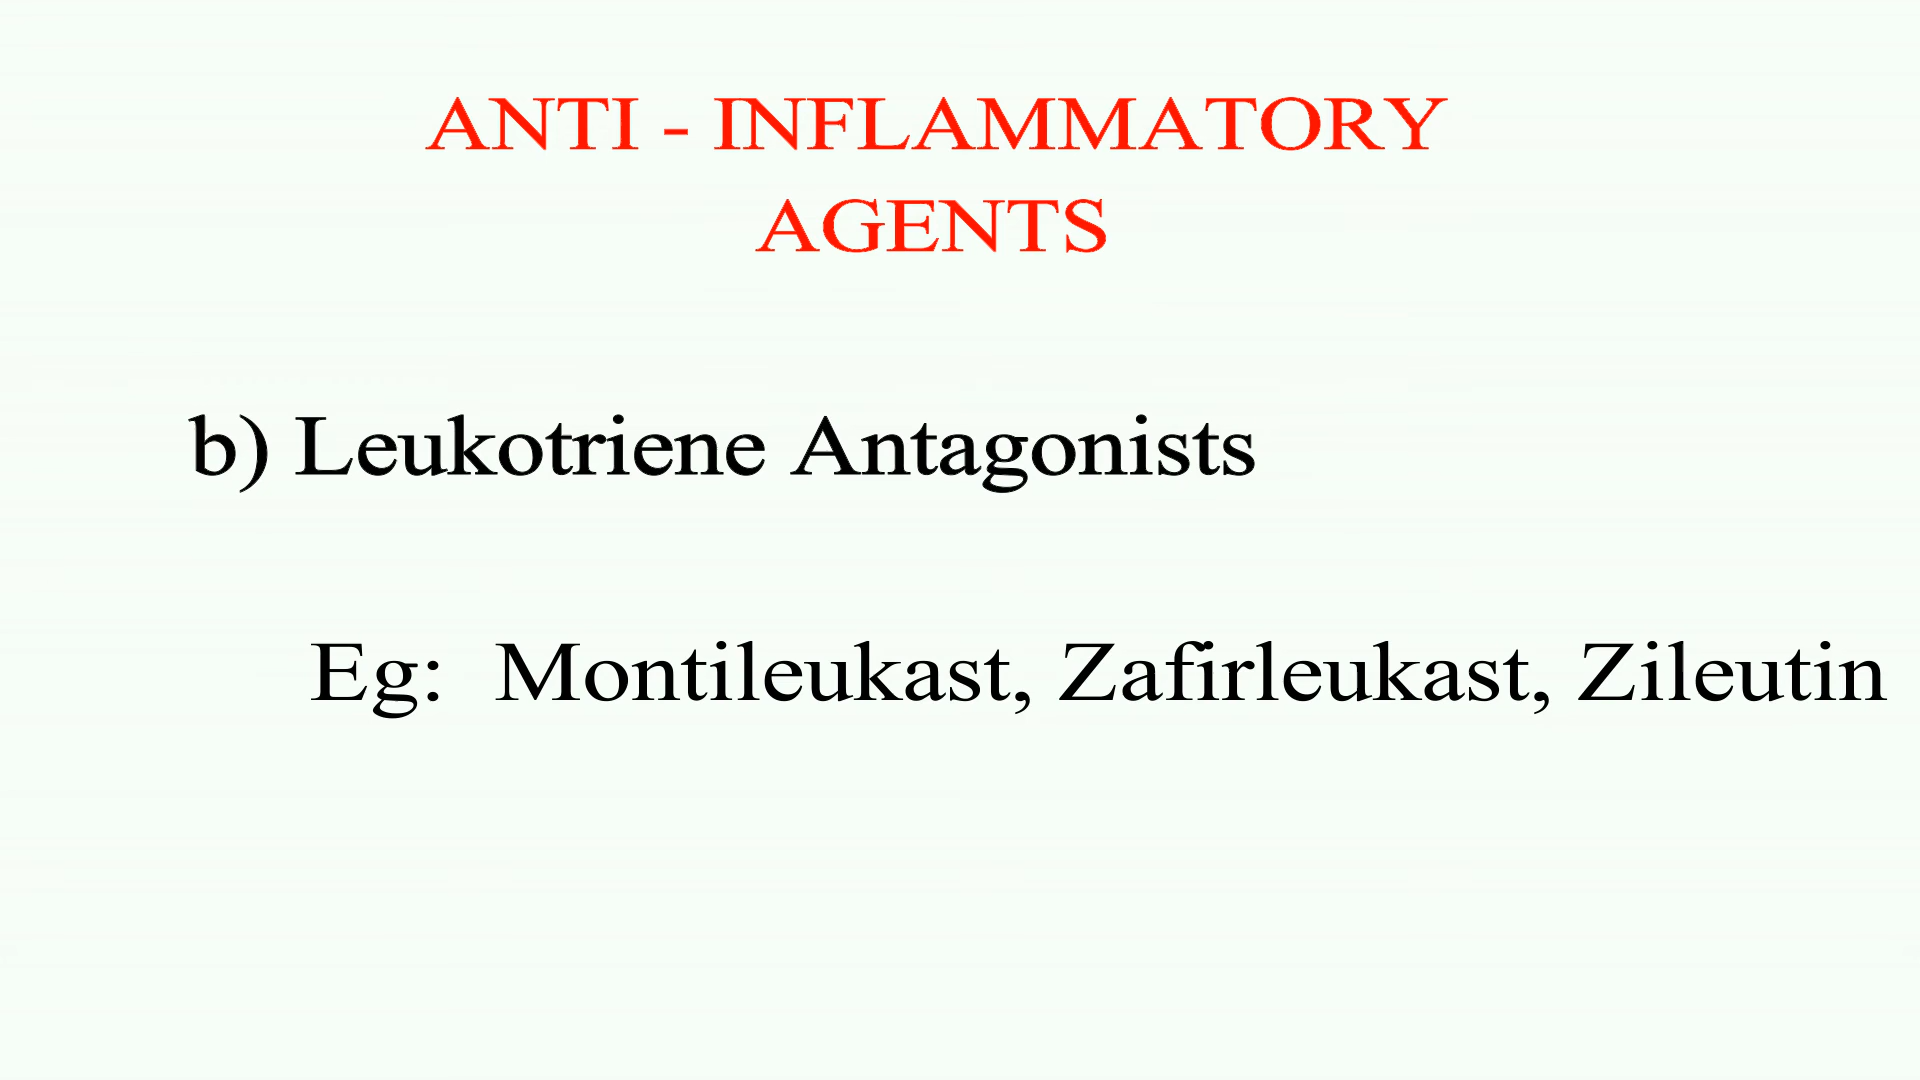 ANTI - INFLAMMATORY
AGENTS
b) Leukotriene Antagonists
Eg: Montileukast, Zafirleukast, Zileutin